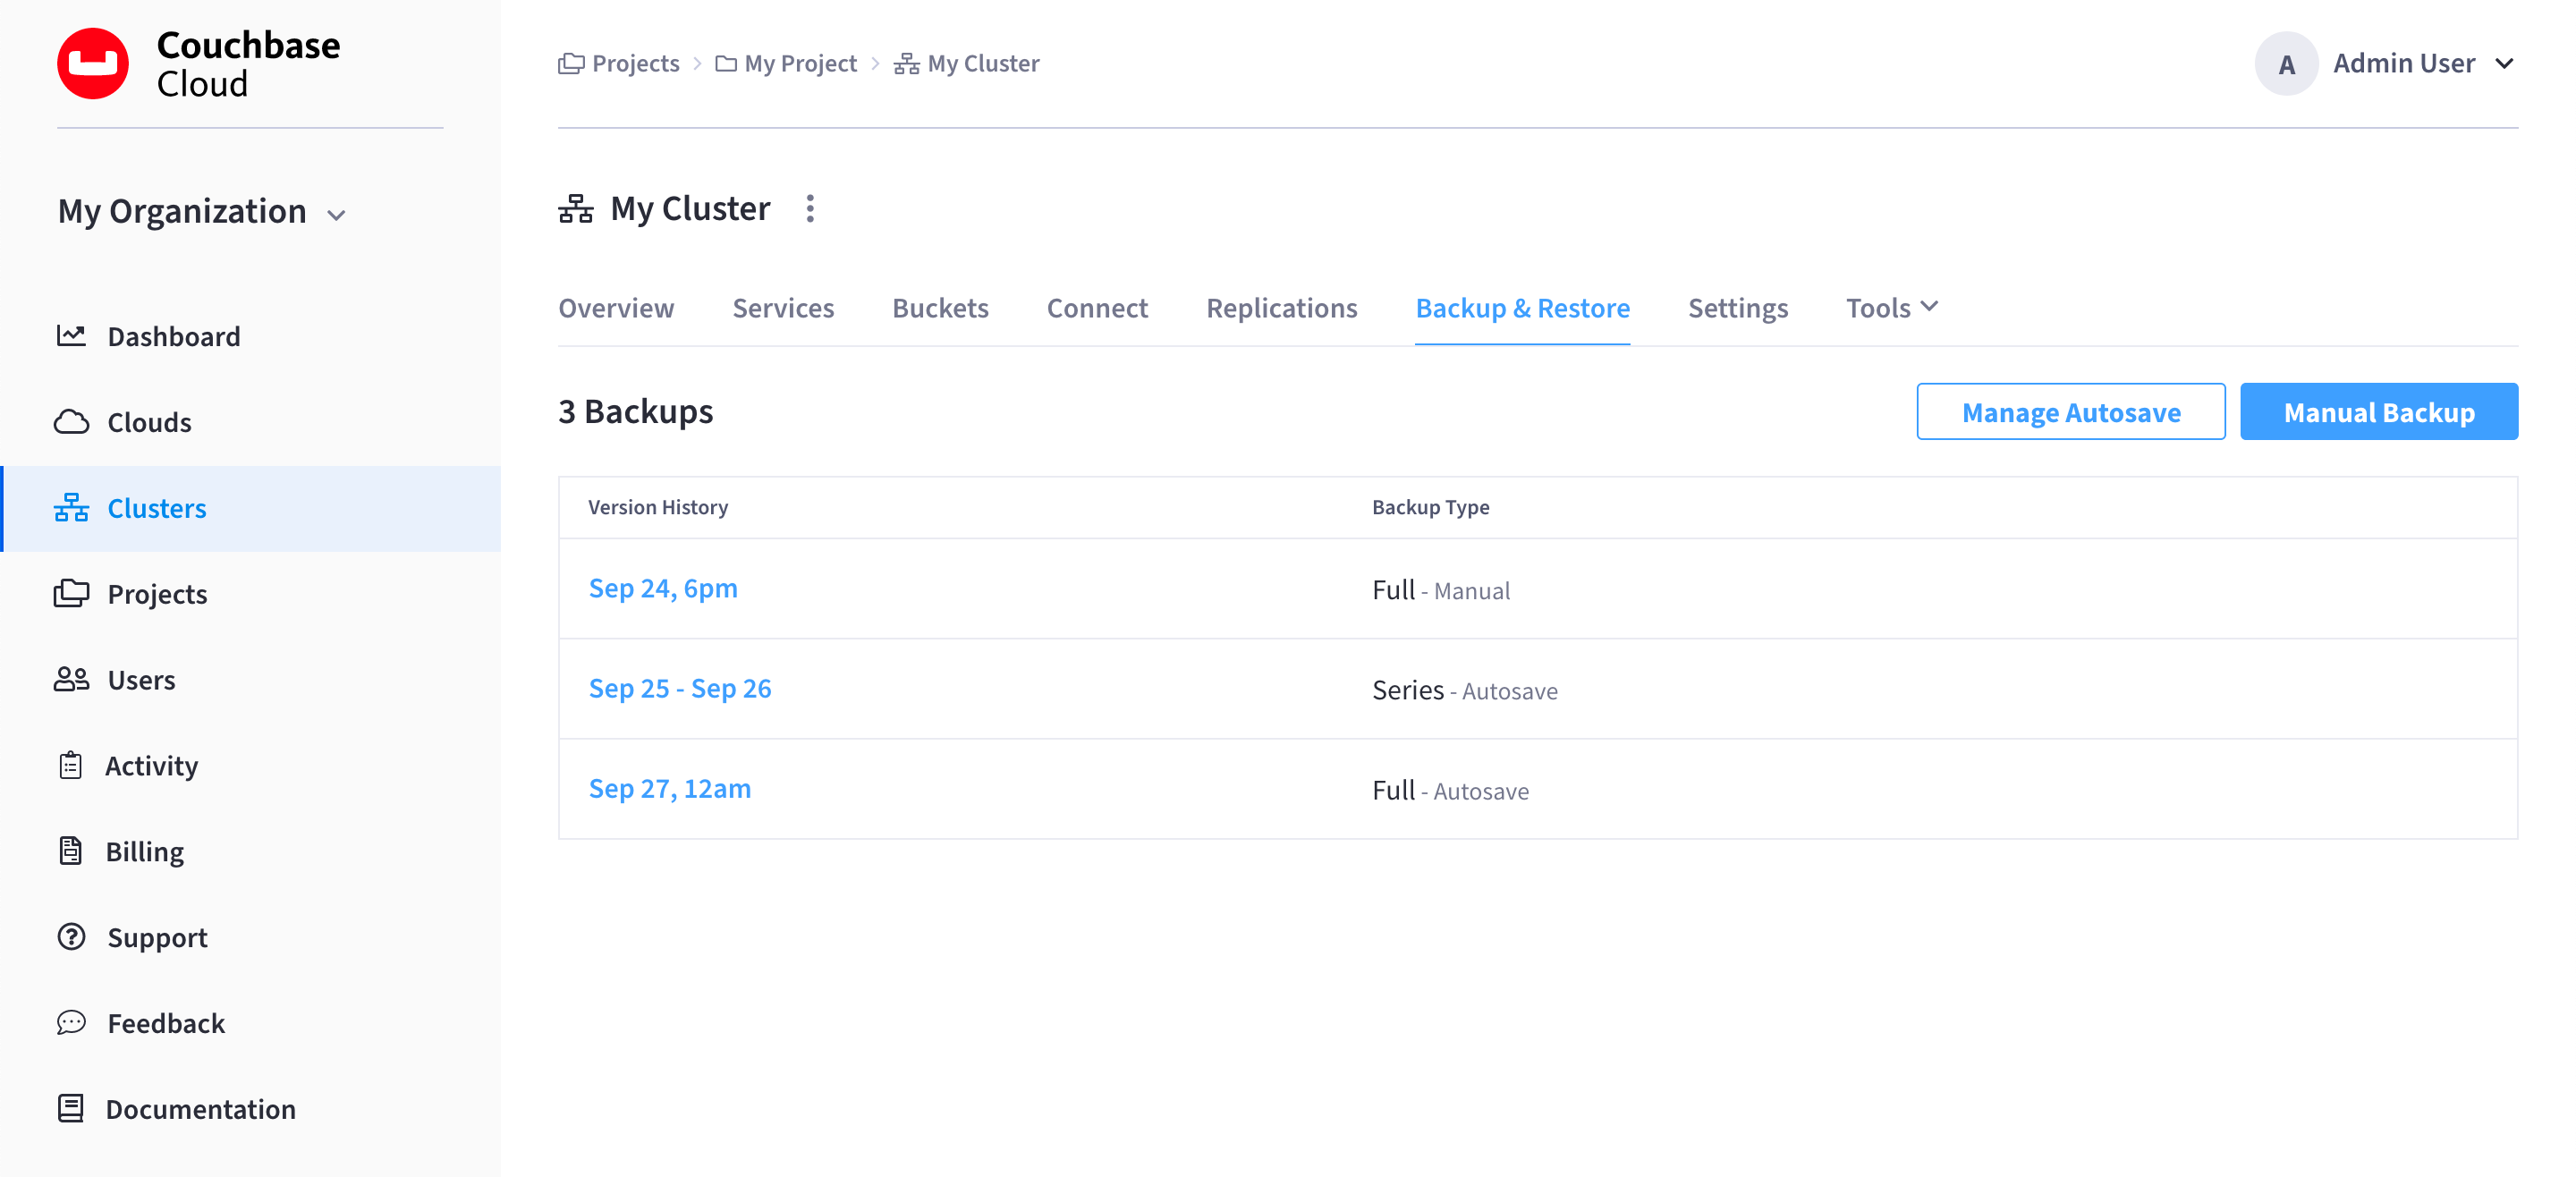 Couchbase
Cloud
Projects > My Project > My Cluster
A Admin User
My Organization
My Cluster
Dashboard
Clouds
Clusters
Projects
Users
Activity
Billing
Support
Feedback
Documentation
Overview Services Buckets Connect Replications Backup & Restore Settings Tools
3 Backups
Manage Autosave Manual Backup
Version History Backup Type
Sep 24, 6pm Full - Manual
Sep 25 - Sep 26 Series - Autosave
Sep 27, 12am Full - Autosave